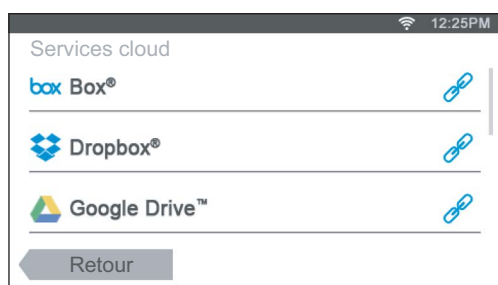 12:25PM
Services cloud
box Box®
Dropbox®
Google Drive™
Retour